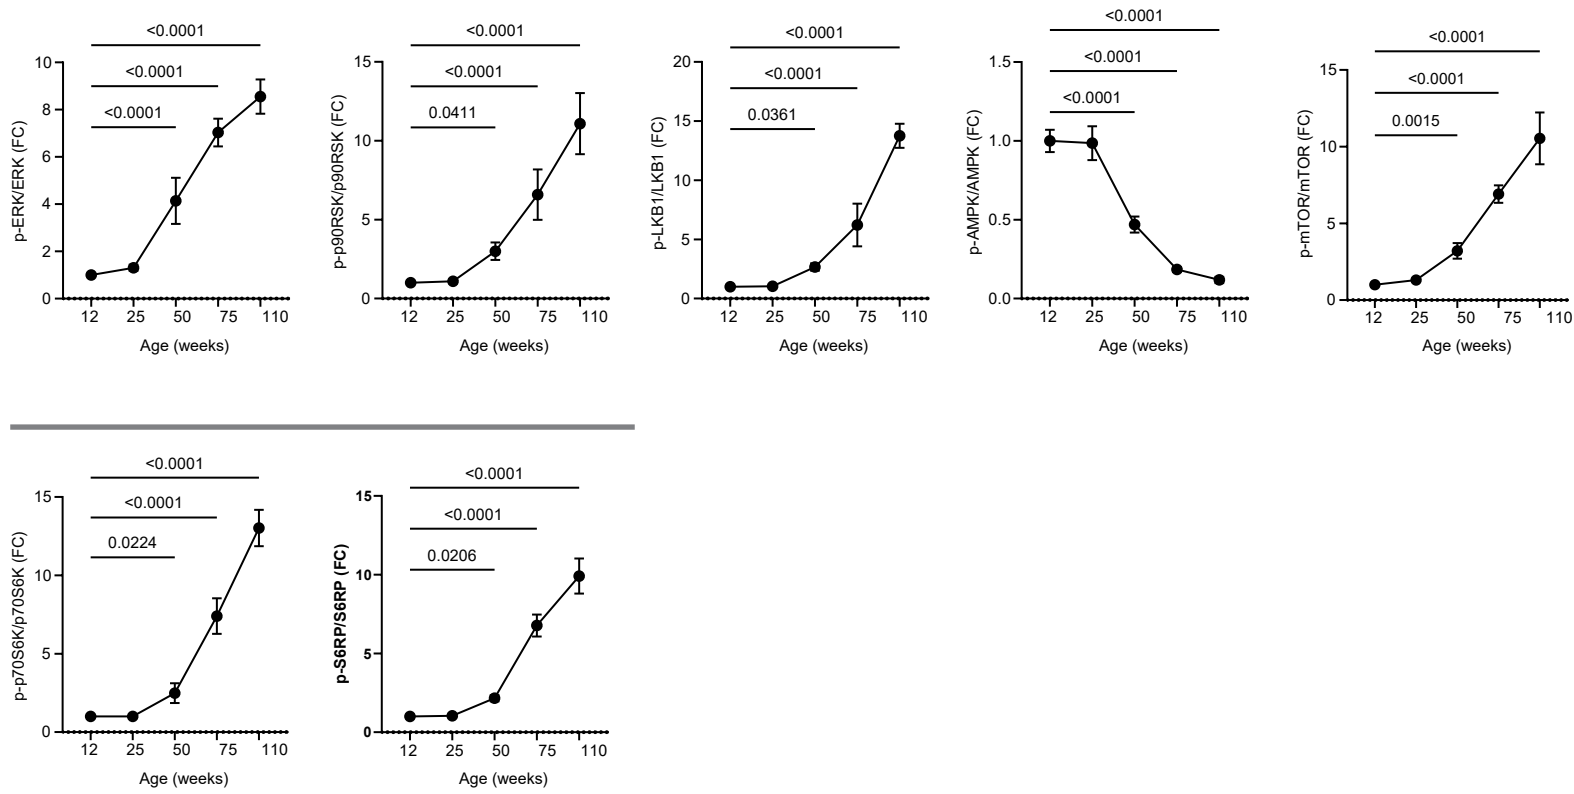 <0.0001
<0.0001
<0.0001
10
8
6
4
2
0
p-ERK/ERK (FC)
12 25 50 75 110
Age (weeks)
<0.0001
<0.0001
0.0411
15
10
5
0
p-p90RSK/p90RSK (FC)
12 25 50 75 110
Age (weeks)
<0.0001
<0.0001
0.0361
20
15
10
5
0
p-LKB1/LKB1 (FC)
12 25 50 75 110
Age (weeks)
<0.0001
<0.0001
<0.0001
1.5
1.0
0.5
0.0
p-AMPK/AMPK (FC)
12 25 50 75 110
Age (weeks)
<0.0001
<0.0001
0.0015
15
10
5
0
p-mTOR/mTOR (FC)
12 25 50 75 110
Age (weeks)
<0.0001
<0.0001
0.0224
15
10
5
0
p-p70S6K/p70S6K (FC)
12 25 50 75 110
Age (weeks)
<0.0001
<0.0001
0.0206
15
10
5
0
p-S6RP/S6RP (FC)
12 25 50 75 110
Age (weeks)